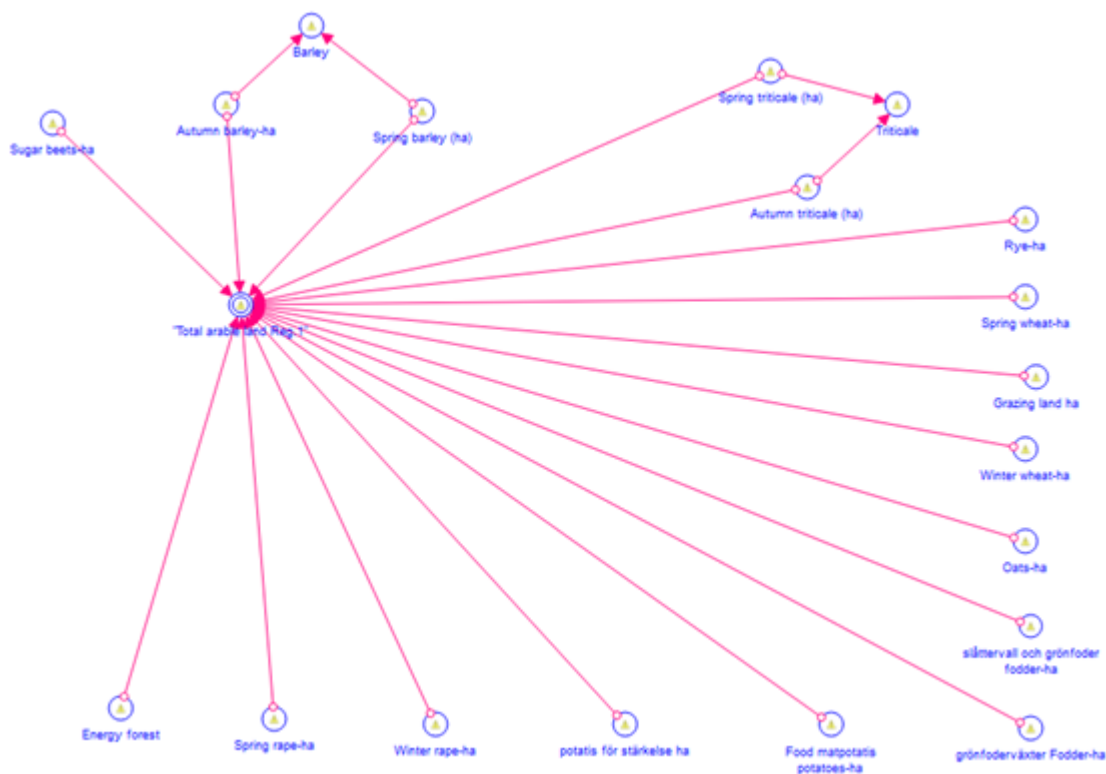 Barley
Spring triticale (ha)
Triticale
Autumn barley-ha
Spring barley (ha)
Sugar beets-ha
Autumn triticale (ha)
Rye-ha
"Total arable land Reg 1"
Spring wheat-ha
Grazing land ha
Winter wheat-ha
Oats-ha
slåttervall och grönfoder
fodder-ha
Energy forest
Spring rape-ha
Winter rape-ha
potatis för stärkelse ha
Food matpotatis
potatoes-ha
grönfoderväxter Fodder-ha